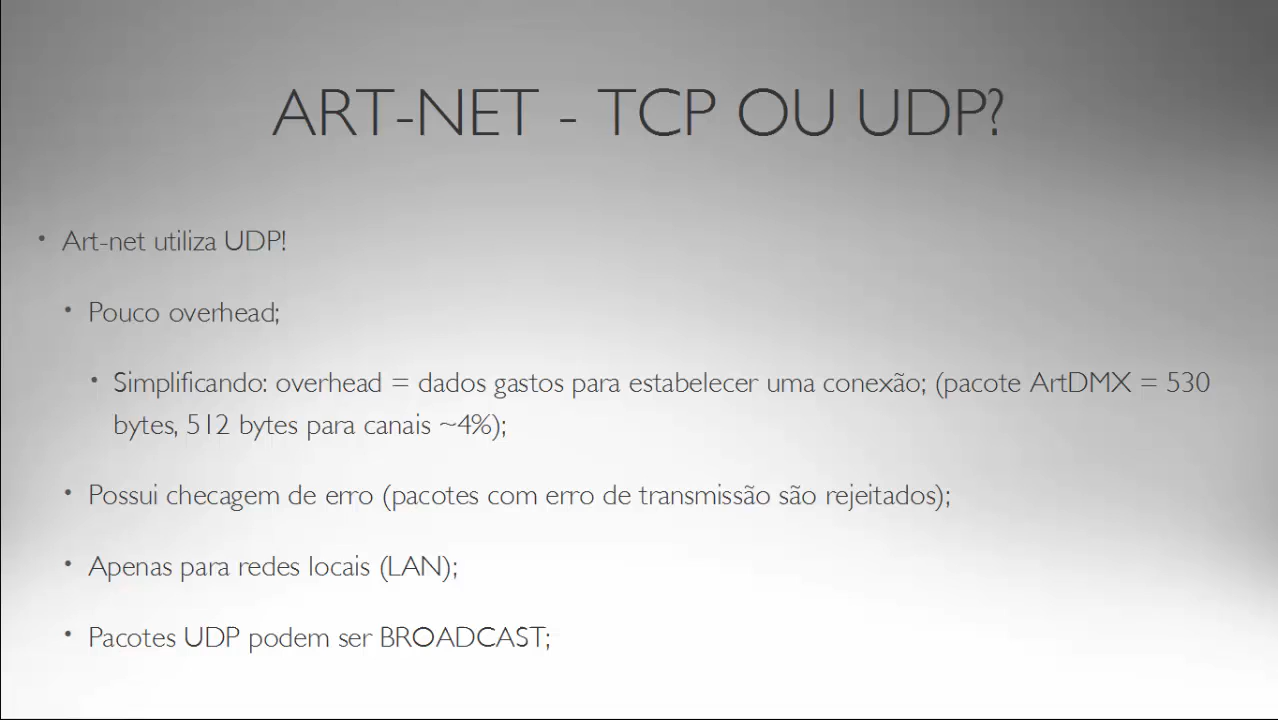 ART-NET - TCP OU UDP?
• Art-net utiliza UDP!
• Pouco overhead;
• Simplificando: overhead = dados gastos para estabelecer uma conexão; (pacote ArtDMX = 530
bytes, 512 bytes para canais ~4%);
• Possui checagem de erro (pacotes com erro de transmissão são rejeitados);
• Apenas para redes locais (LAN);
• Pacotes UDP podem ser BROADCAST;